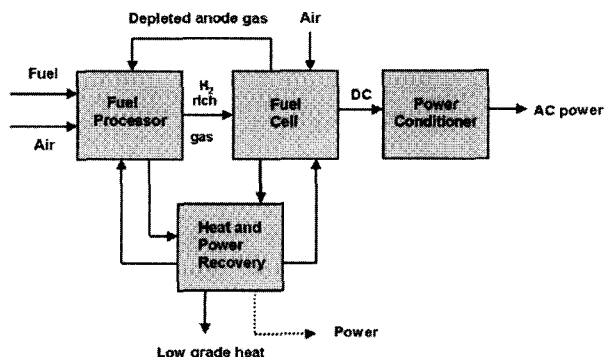 Depleted anode gas
Air
Fuel
Fuel
Processor
H2
rich
gas
Fuel
Cell
DC
Power
Conditioner
AC power
Air
Heat and
Power
Recovery
Power
Low grade heat